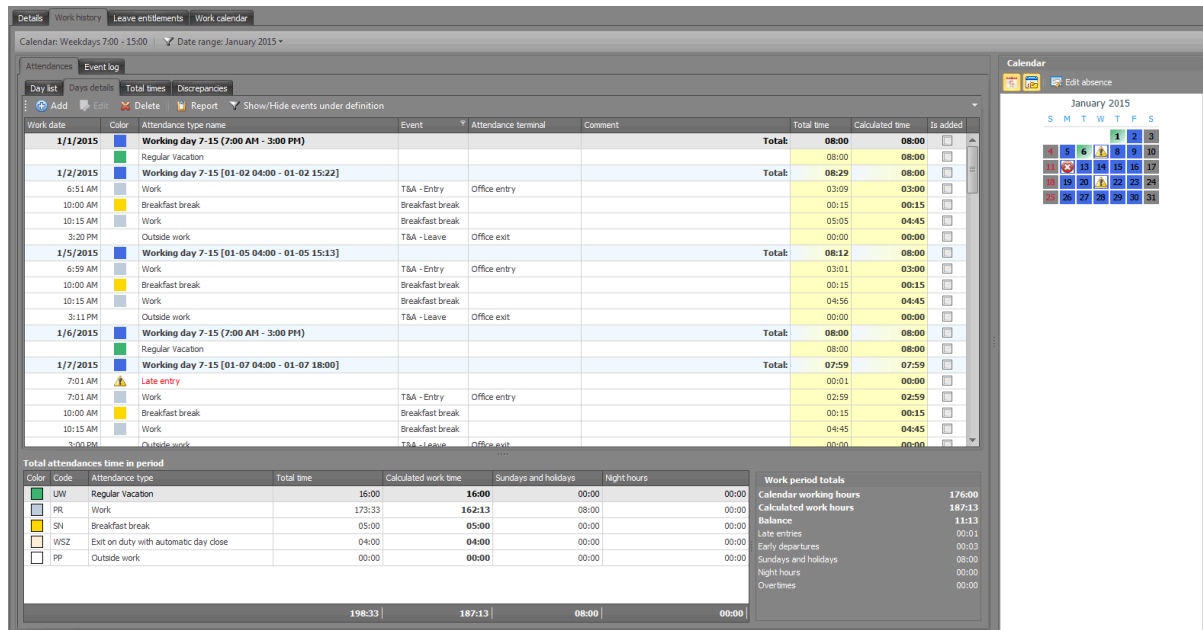 Details Work history Leave entitlements Work calendar
Calendar: Weekdays 7:00 - 15:00 Date range: January 2015
Attendances Event log
Day list Days details Total times Discrepancies
Add Edit Delete Report Show/Hide events under definition
Work date Color Attendance type name Event Attendance terminal Comment Total time Calculated time Is added
1/1/2015 Working day 7-15 (7:00 AM - 3:00 PM) Total: 08:00 08:00
Regular Vacation 08:00 08:00
1/2/2015 Working day 7-15 [01-02 04:00 - 01-02 15:22] Total: 08:29 08:00
6:51 AM Work T&A - Entry Office entry 03:09 03:00
10:00 AM Breakfast break Breakfast break 00:15 00:15
10:15 AM Work Breakfast break 05:05 04:45
3:20 PM Outside work T&A - Leave Office exit 00:00 00:00
1/5/2015 Working day 7-15 [01-05 04:00 - 01-05 15:13] Total: 08:12 08:00
6:59 AM Work T&A - Entry Office entry 03:01 03:00
10:00 AM Breakfast break Breakfast break 00:15 00:15
10:15 AM Work Breakfast break 04:56 04:45
3:11 PM Outside work T&A - Leave Office exit 00:00 00:00
1/6/2015 Working day 7-15 (7:00 AM - 3:00 PM) Total: 08:00 08:00
Regular Vacation 08:00 08:00
1/7/2015 Working day 7-15 [01-07 04:00 - 01-07 18:00] Total: 07:59 07:59
7:01 AM Late entry 00:01 00:00
7:01 AM Work T&A - Entry Office entry 02:59 02:59
10:00 AM Breakfast break Breakfast break 00:15 00:15
10:15 AM Work Breakfast break 04:45 04:45
3:00 PM Outside work T&A - Leave Office exit 00:00 00:00
Total attendances time in period
Color Code Attendance type Total time Calculated work time Sundays and holidays Night hours
UW Regular Vacation 16:00 16:00 00:00 00:00
PR Work 173:33 162:13 08:00 00:00
SN Breakfast break 05:00 05:00 00:00 00:00
WSZ Exit on duty with automatic day close 04:00 04:00 00:00 00:00
PP Outside work 00:00 00:00 00:00 00:00
198:33 187:13 08:00 00:00
Work period totals
Calendar working hours 176:00
Calculated work hours 187:13
Balance 11:13
Late entries 00:01
Early departures 00:03
Sundays and holidays 08:00
Night hours 00:00
Overtimes 00:00
Calendar
Edit absence
January 2015
S M T W T F S
1 2 3
4 5 6 8 9 10
11 13 14 15 16 17
18 19 20 22 23 24
25 26 27 28 29 30 31